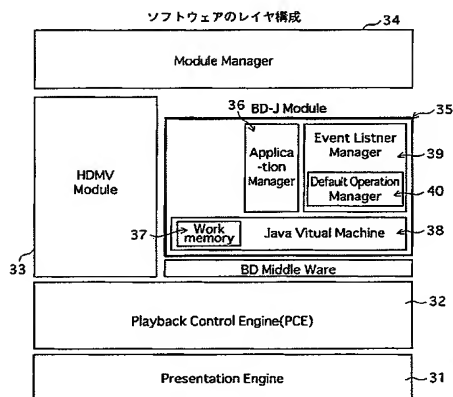 ソフトウェアのレイヤ構成
34
Module Manager
36
BD-J Module
35
HDMV
Module
Applica
-tion
Manager
Event Listner
Manager
39
Default Operation
Manager
40
37
Work
memory
Java Vitual Machine
38
33
BD Middle Ware
32
Playback Control Engine(PCE)
Presentation Engine
31